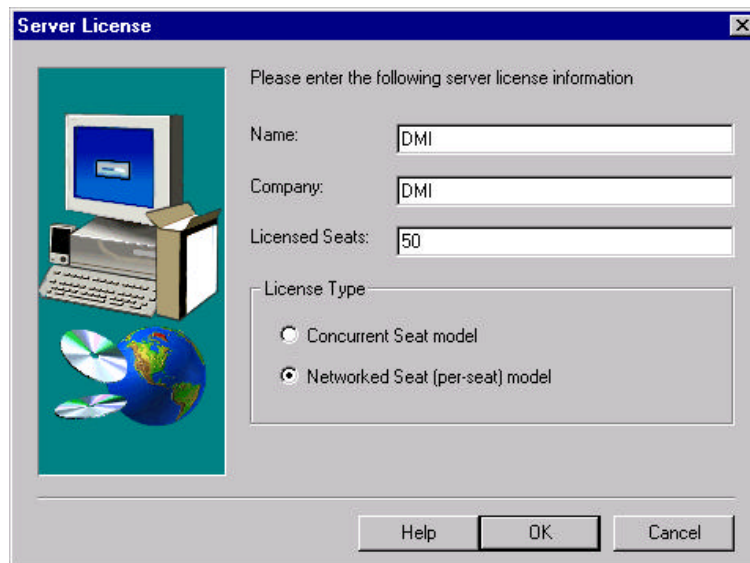 Server License
Please enter the following server license information
Name: DMI
Company: DMI
Licensed Seats: 50
License Type
Concurrent Seat model
Networked Seat (per-seat) model
Help OK Cancel